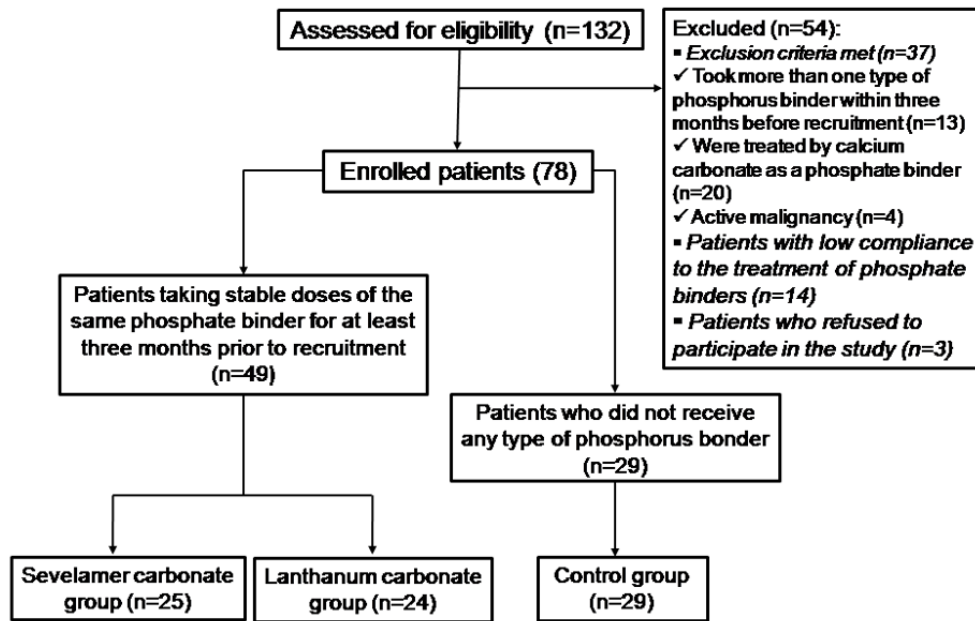 Assessed for eligibility (n=132)
Excluded (n=54):
▪ Exclusion criteria met (n=37)
✓ Took more than one type of
phosphorus binder within three
months before recruitment (n=13)
✓ Were treated by calcium
carbonate as a phosphate binder
(n=20)
✓ Active malignancy (n=4)
▪ Patients with low compliance
to the treatment of phosphate
binders (n=14}
▪ Patients who refused to
participate in the study (n=3)
Enrolled patients (78)
Patients taking stable doses of the
same phosphate binder for at least
three months prior to recruitment
(n=49)
Patients who did not receive
any type of phosphorus bonder
(n=29)
Sevelamer carbonate
group (n=25)
Lanthanum carbonate
group (n=24)
Control group
(n=29)